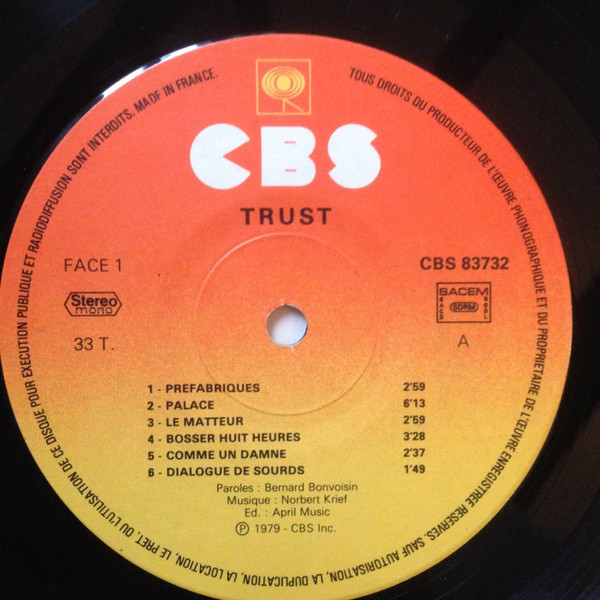 TOUS DROITS DU PRODUCTEUR DE L'ŒUVRE PHONOGRAPHIQUE ET DU PROPRIETAIRE DE L'ŒUVRE ENREGISTREE RESERVES. SAUF AUTORISATION, LA DUPLICATION, LA LOCATION, LE PRET, OU L'UTILISATION DE CE DISQUE POUR EXECUTION PUBLIQUE ET RADIODIFFUSION SONT INTERDITS. MADE IN FRANCE.
CBS
TRUST
FACE 1
CBS 83732
Stereo
mono
SACEM
SACD
SDRM
SGDL
33 T.
A
1 - PREFABRIQUES 2'59
2 - PALACE 6'13
3 - LE MATTEUR 2'59
4 - BOSSER HUIT HEURES 3'28
5 - COMME UN DAMNE 2'37
6 - DIALOGUE DE SOURDS 1'49
Paroles : Bernard Bonvoisin
Musique : Norbert Krief
Ed. : April Music
Ⓟ 1979 - CBS Inc.